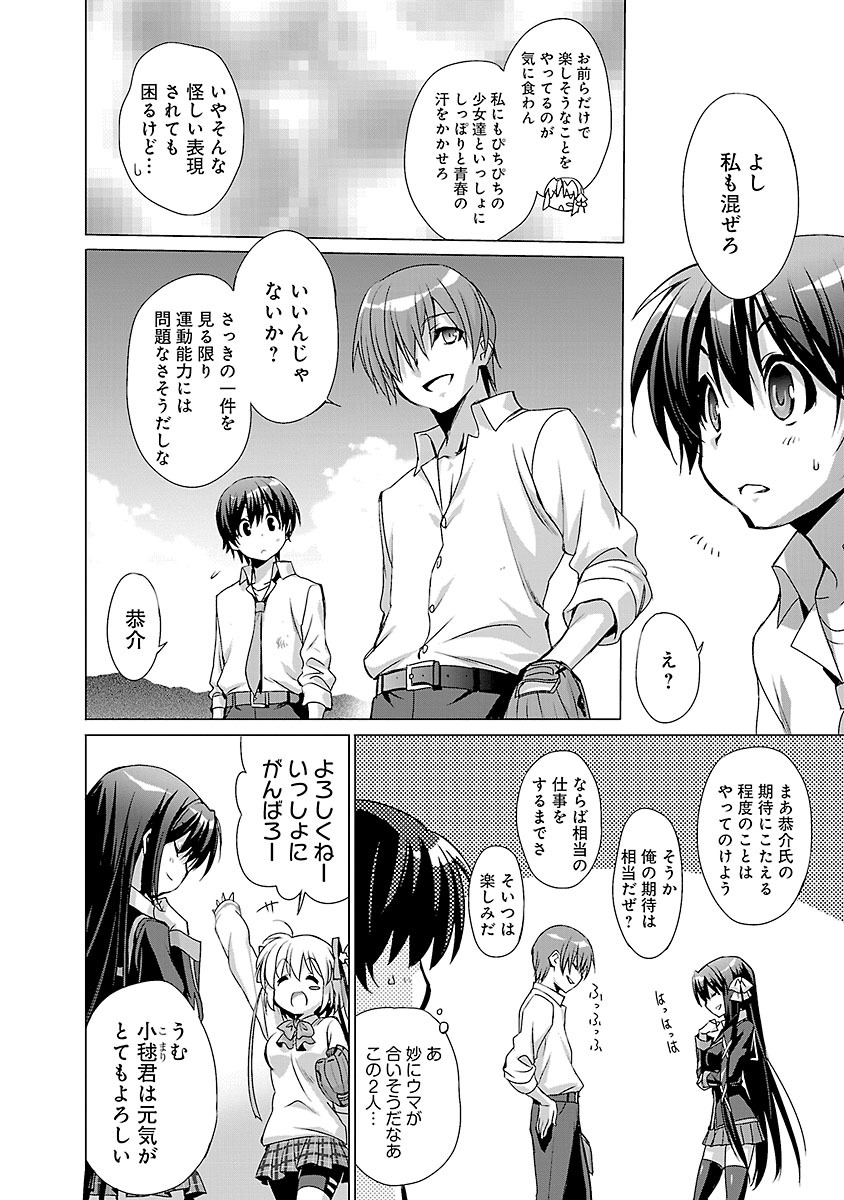 よし
私も混ぜろ
え?
お前らだけで
楽しそうなことを
やってるのが
気に食わん
私にもぴちぴちの
少女達といっしょに
しっぽりと青春の
汗をかかせろ
いやそんな
怪しい表現
されても
困るけど…
いいんじゃ
ないか?
さっきの一件を
見る限り
運動能力には
問題なさそうだしな
恭介
まあ恭介氏の
期待にこたえる
程度のことは
やってのけよう
そうか
俺の期待は
相当だぜ?
ならば相当の
仕事を
するまでさ
そいつは
楽しみだ
はっはっは
ふっふっふ
あ
妙にウマが
合いそうだなあ
この2人…
よろしくねー
いっしょに
がんばろー
うむ
小毬君は元気が
こまり
とてもよろしい